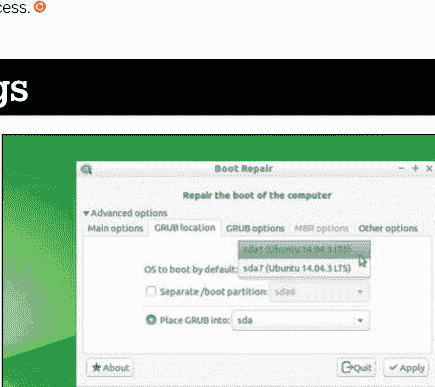 cess.
gs
Boot Repair
Repair the boot of the computer
Advanced options
Main options GRUB location GRUB options MBR options Other options
(Ubuntu 14.04.3 LTS)
OS to boot by default: sda7 (Ubuntu 14.04.3 LTS)
Separate /boot partition: sda6
Place GRUB into: sda
About Quit Apply